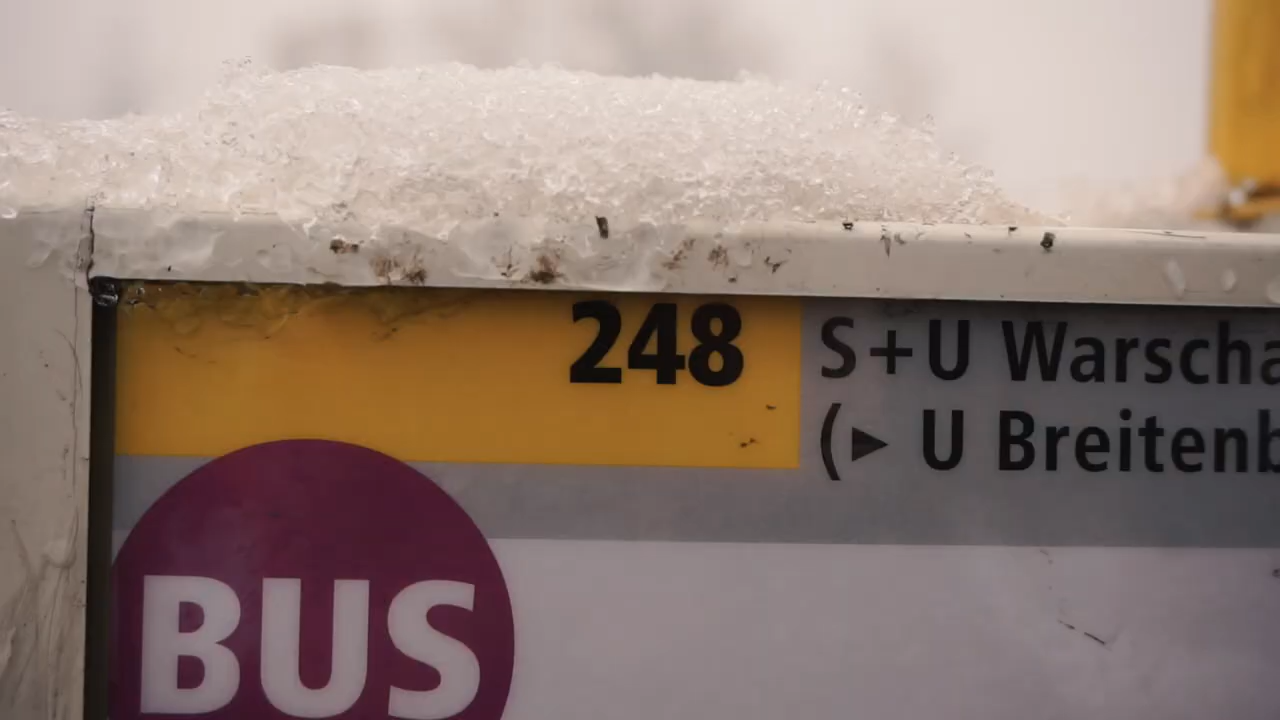 248
S+U Warscha
(► U Breitenb
BUS